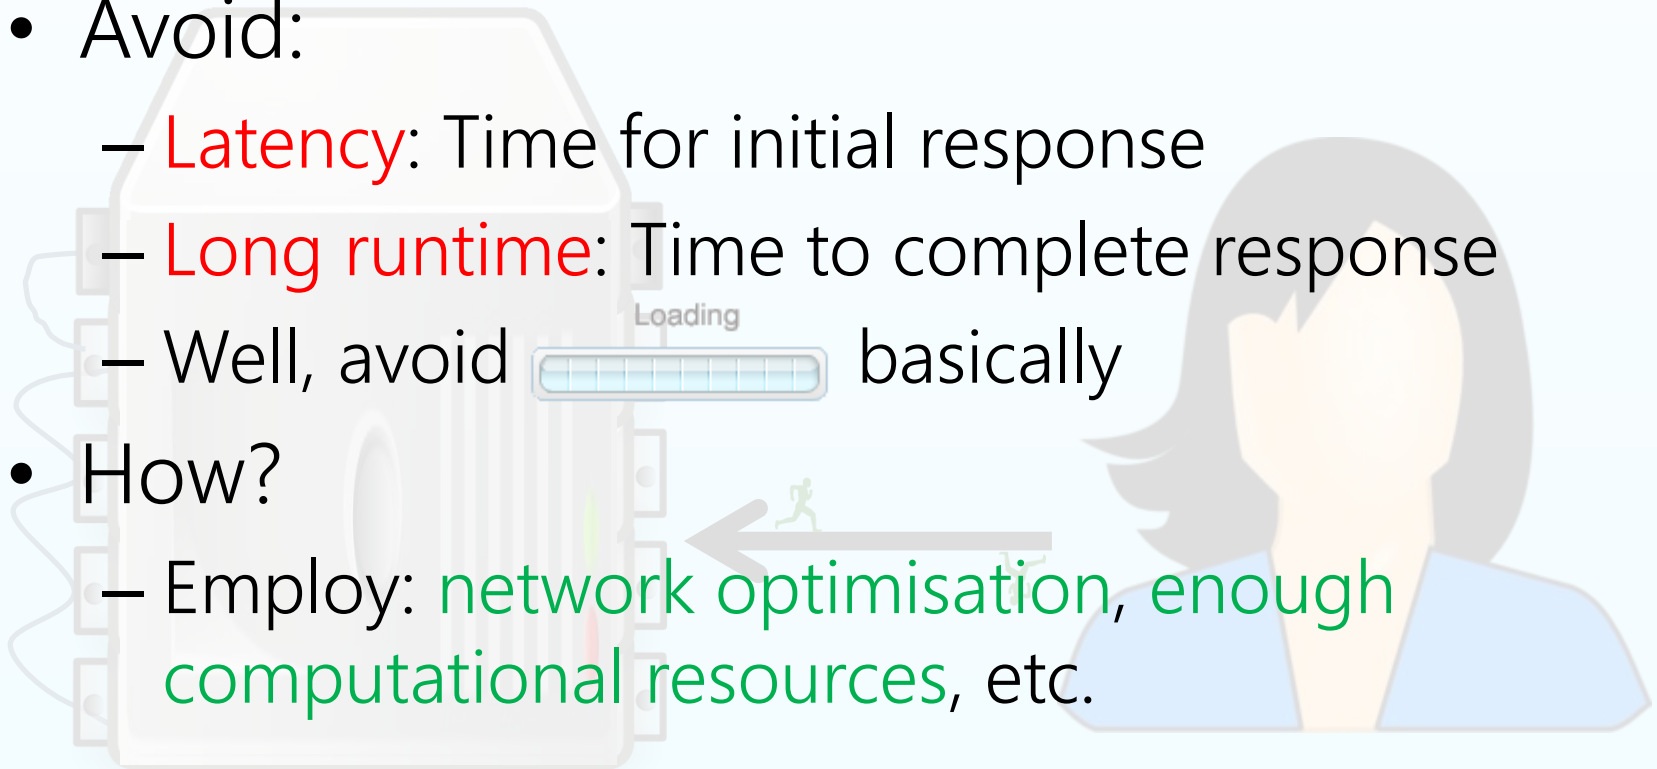 • Avoid:
– Latency: Time for initial response
– Long runtime: Time to complete response
Loading
– Well, avoid basically
• How?
– Employ: network optimisation, enough
computational resources, etc.